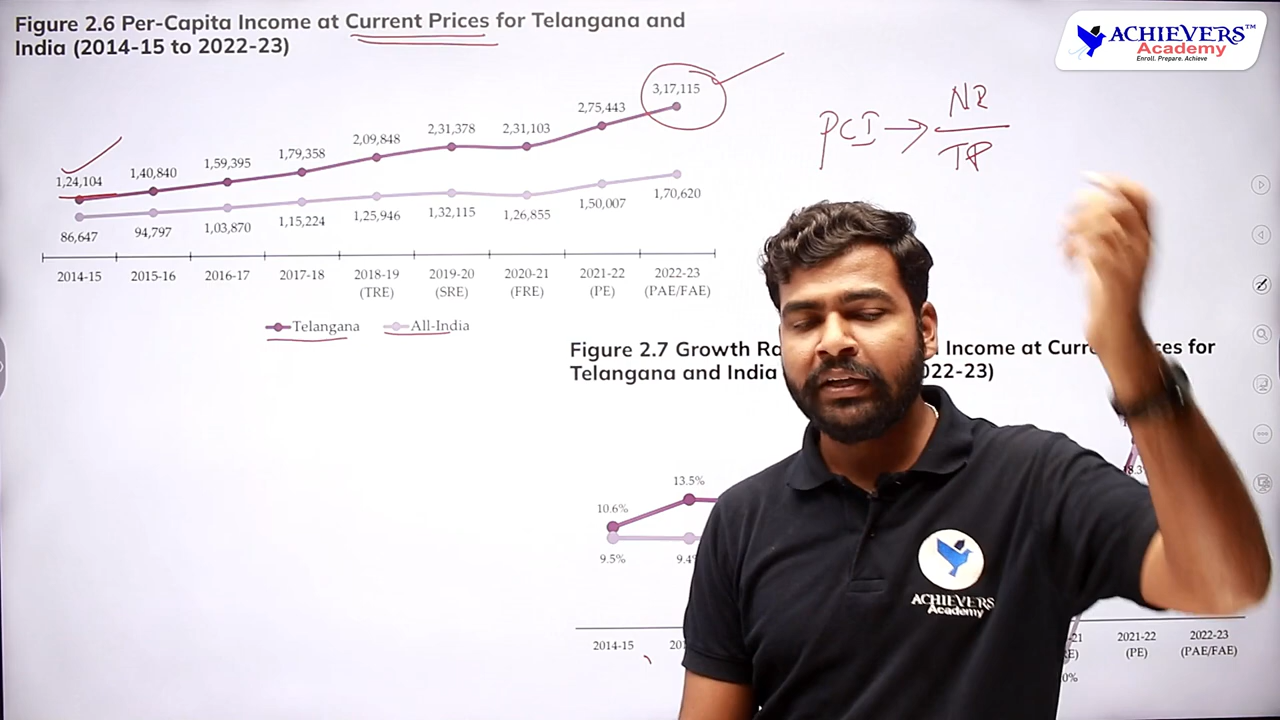 Figure 2.6 Per-Capita Income at Current Prices for Telangana and
India (2014-15 to 2022-23)
ACHIEVERS™
Academy
Enroll. Prepare. Achieve
3,17,115
2,75,443
2,31,378
2,31,103
2,09,848
1,79,358
1,59,395
1,40,840
1,24,104
PCI → NI
TP
1,70,620
1,50,007
1,26,855
1,32,115
1,25,946
1,15,224
1,03,870
94,797
86,647
2014-15 2015-16 2016-17 2017-18 2018-19 2019-20 2020-21 2021-22 2022-23
(TRE) (SRE) (FRE) (PE) (PAE/FAE)
Telangana All-India
Figure 2.7 Growth Income at Current Prices for
Telangana and India 2022-23)
13.5%
10.6%
9.5%
ACHIEVERS
Academy
2014-15 2021-22 2022-23
(PE) (PAE/FAE)